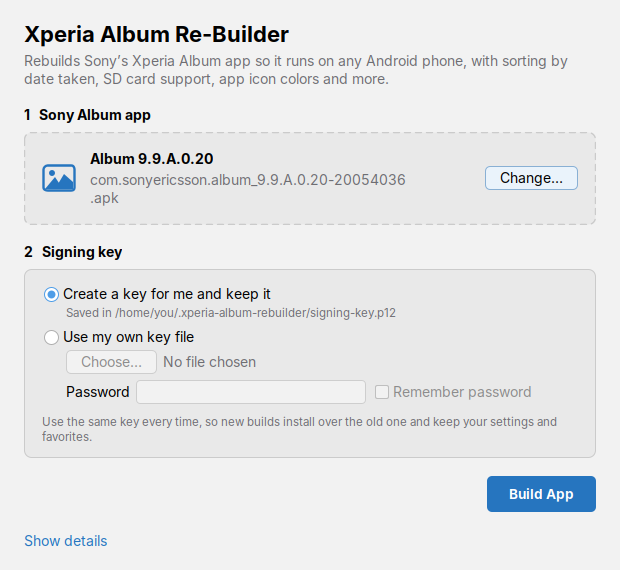 Xperia Album Re-Builder
Rebuilds Sony’s Xperia Album app so it runs on any Android phone, with sorting by
date taken, SD card support, app icon colors and more.
1 Sony Album app
Album 9.9.A.0.20
com.sonyericsson.album_9.9.A.0.20-20054036
.apk
Change...
2 Signing key
Create a key for me and keep it
Saved in /home/you/.xperia-album-rebuilder/signing-key.p12
Use my own key file
Choose... No file chosen
Password Remember password
Use the same key every time, so new builds install over the old one and keep your settings and
favorites.
Build App
Show details